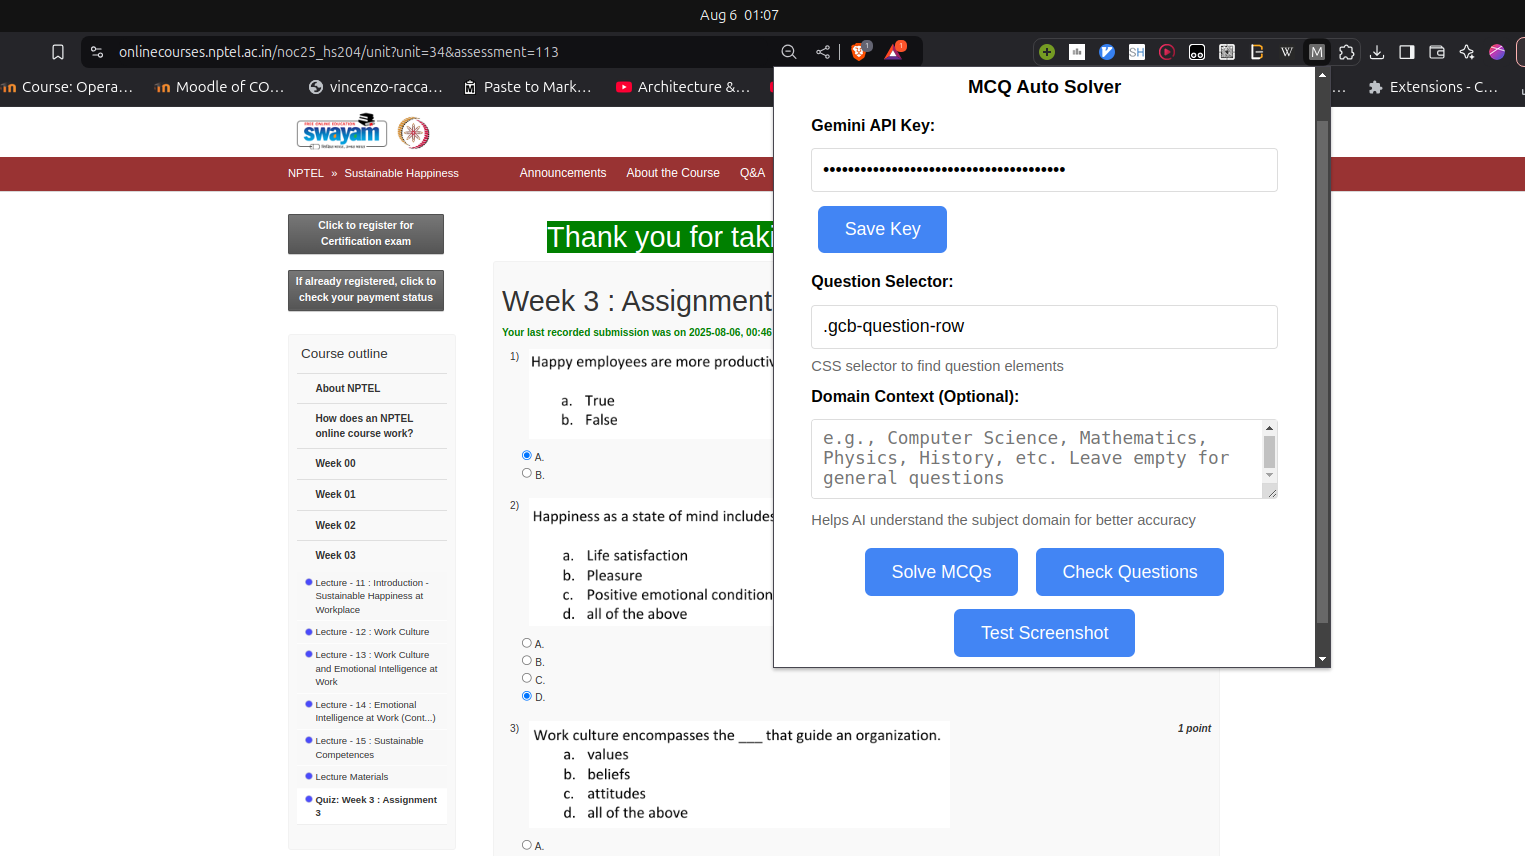 Aug 6 01:07
onlinecourses.nptel.ac.in/noc25_hs204/unit?unit=34&assessment=113
Course: Opera...
Moodle of CO...
vincenzo-racca...
Paste to Mark...
Architecture &...
Extensions - C...
swayam
NPTEL » Sustainable Happiness
Announcements
About the Course
Q&A
Click to register for
Certification exam
If already registered, click to
check your payment status
Course outline
About NPTEL
How does an NPTEL
online course work?
Week 00
Week 01
Week 02
Week 03
Lecture - 11 : Introduction -
Sustainable Happiness at
Workplace
Lecture - 12 : Work Culture
Lecture - 13 : Work Culture
and Emotional Intelligence at
Work
Lecture - 14 : Emotional
Intelligence at Work (Cont...)
Lecture - 15 : Sustainable
Competences
Lecture Materials
Quiz: Week 3 : Assignment
3
Thank you for taki
Week 3 : Assignment
Your last recorded submission was on 2025-08-06, 00:46
1)
Happy employees are more productiv
a. True
b. False
A.
B.
2)
Happiness as a state of mind includes
a. Life satisfaction
b. Pleasure
c. Positive emotional condition
d. all of the above
A.
B.
C.
D.
3)
1 point
Work culture encompasses the ___ that guide an organization.
a. values
b. beliefs
c. attitudes
d. all of the above
A.
MCQ Auto Solver
Gemini API Key:
Save Key
Question Selector:
.gcb-question-row
CSS selector to find question elements
Domain Context (Optional):
e.g., Computer Science, Mathematics,
Physics, History, etc. Leave empty for
general questions
Helps AI understand the subject domain for better accuracy
Solve MCQs
Check Questions
Test Screenshot